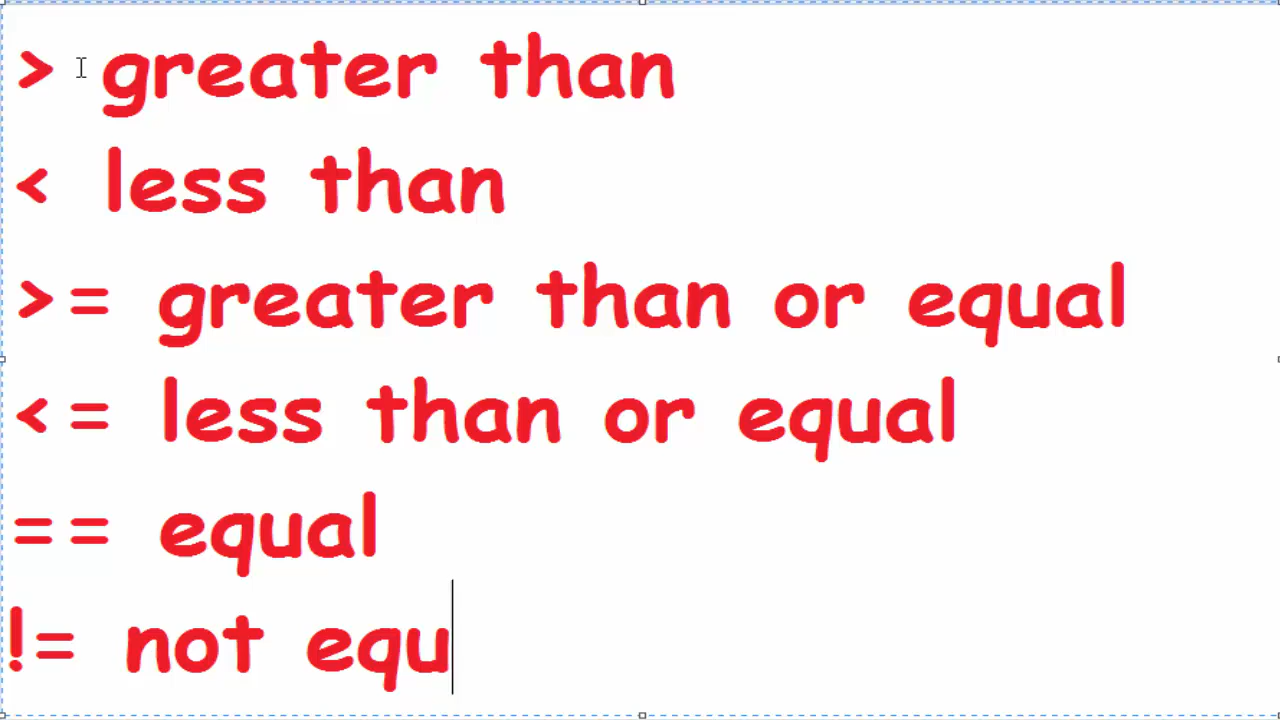 > greater than
< less than
>= greater than or equal
<= less than or equal
== equal
!= not equ